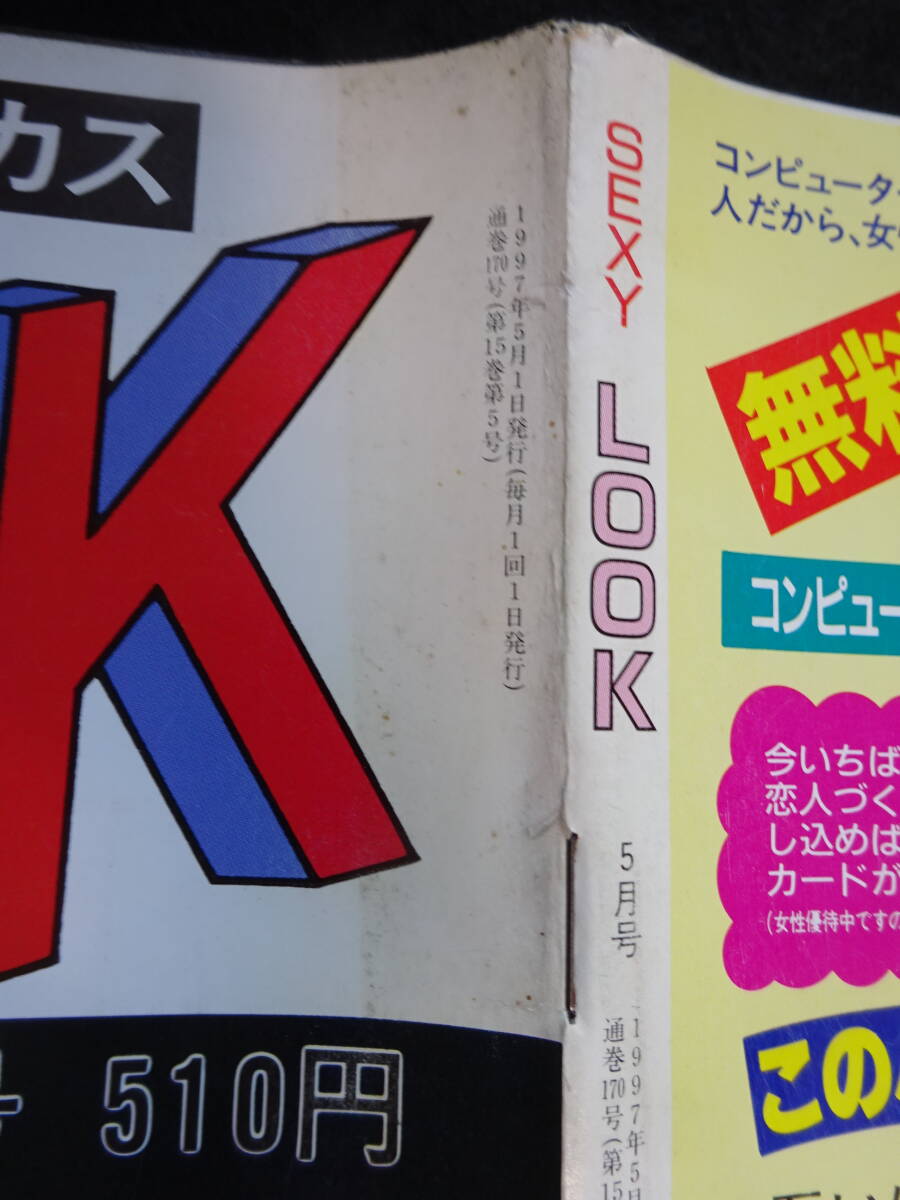 カス
K
1997年5月1日発行(毎月1回1日発行)
通巻170号(第15巻第5号)
510円
SEXY LOOK
5月号
1997年5月
通巻170号(第15
コンピュータ
人だから、女
無料
コンピュー
今いちば
恋人づく
し込めば
カードが
(女性優待中ですの
この